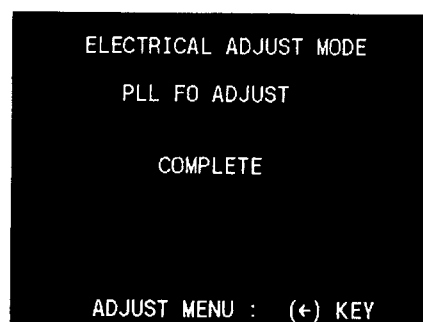 ELECTRICAL ADJUST MODE
PLL FO ADJUST
COMPLETE
ADJUST MENU : (←) KEY